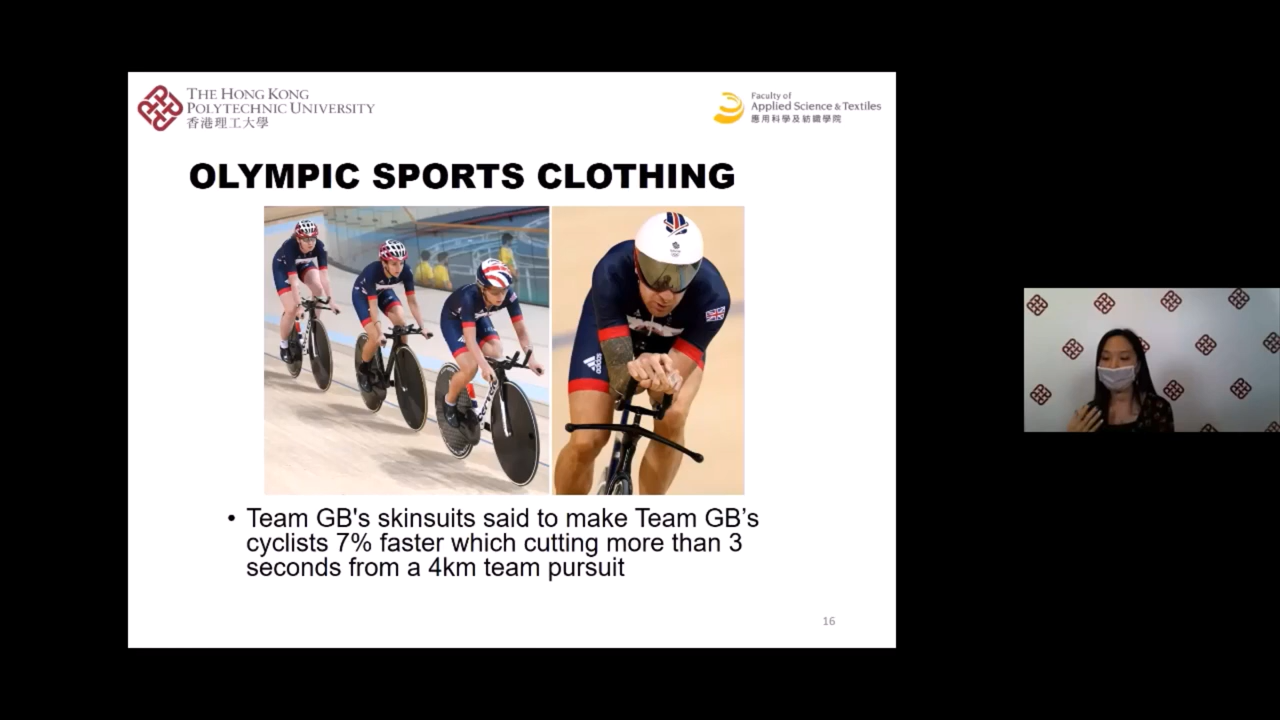 THE HONG KONG
POLYTECHNIC UNIVERSITY
香港理工大學
Faculty of
Applied Science & Textiles
應用科學及紡織學院
OLYMPIC SPORTS CLOTHING
adidas
• Team GB's skinsuits said to make Team GB’s
cyclists 7% faster which cutting more than 3
seconds from a 4km team pursuit
16